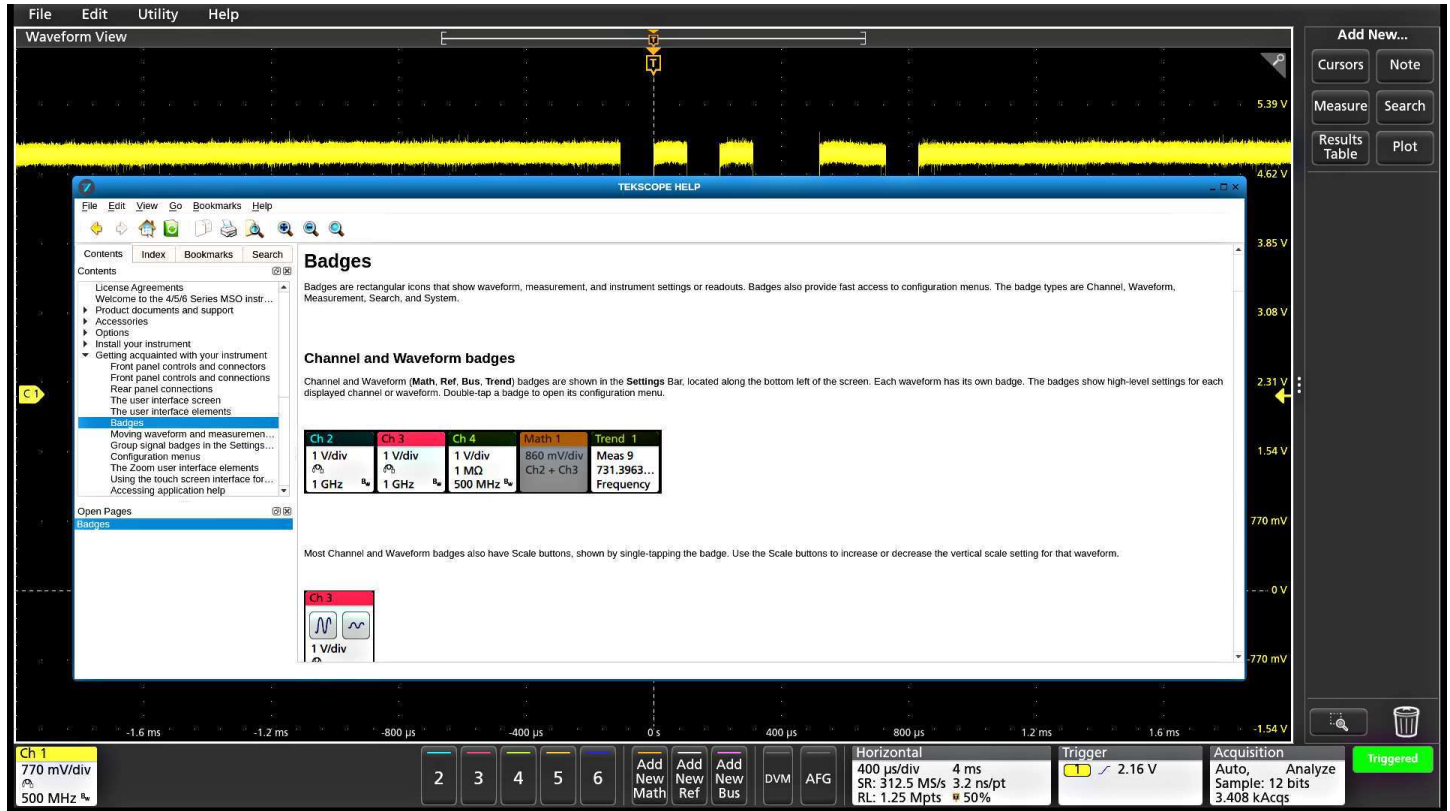 File Edit Utility Help
Waveform View
T
T
5.39 V
4.62 V
3.85 V
3.08 V
2.31 V
1.54 V
770 mV
0 V
-770 mV
-1.54 V
C 1
-1.6 ms -1.2 ms -800 µs -400 µs 0 s 400 µs 800 µs 1.2 ms 1.6 ms
Add New...
Cursors Note
Measure Search
Results Table Plot
TEKSCOPE HELP
File Edit View Go Bookmarks Help
Contents Index Bookmarks Search
Contents
License Agreements
Welcome to the 4/5/6 Series MSO instr...
Product documents and support
Accessories
Options
Install your instrument
Getting acquainted with your instrument
Front panel controls and connectors
Front panel controls and connections
Rear panel connections
The user interface screen
The user interface elements
Badges
Moving waveform and measuremen...
Group signal badges in the Settings...
Configuration menus
The Zoom user interface elements
Using the touch screen interface for...
Accessing application help
Open Pages
Badges
Badges
Badges are rectangular icons that show waveform, measurement, and instrument settings or readouts. Badges also provide fast access to configuration menus. The badge types are Channel, Waveform,
Measurement, Search, and System.
Channel and Waveform badges
Channel and Waveform (Math, Ref, Bus, Trend) badges are shown in the Settings Bar, located along the bottom left of the screen. Each waveform has its own badge. The badges show high-level settings for each
displayed channel or waveform. Double-tap a badge to open its configuration menu.
Ch 2 Ch 3 Ch 4 Math 1 Trend 1
1 V/div 1 V/div 1 V/div 860 mV/div Meas 9
1 MΩ Ch2 + Ch3 731.3963...
1 GHz Bw 1 GHz Bw 500 MHz Bw Frequency
Most Channel and Waveform badges also have Scale buttons, shown by single-tapping the badge. Use the Scale buttons to increase or decrease the vertical scale setting for that waveform.
Ch 3
1 V/div
Ch 1
770 mV/div
500 MHz Bw
2 3 4 5 6
Add New Math
Add New Ref
Add New Bus
DVM AFG
Horizontal
400 µs/div 4 ms
SR: 312.5 MS/s 3.2 ns/pt
RL: 1.25 Mpts 50%
Trigger
1 2.16 V
Acquisition
Auto, Analyze
Sample: 12 bits
3.408 kAcqs
Triggered